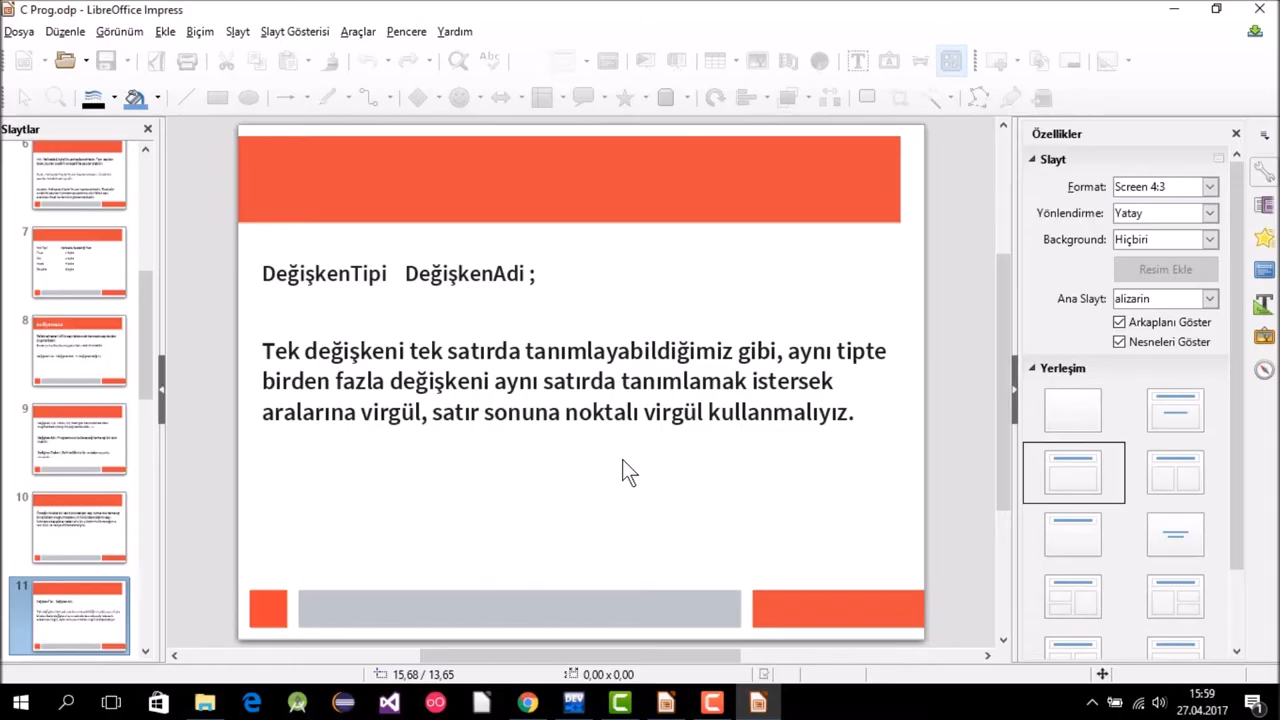 C Prog.odp - LibreOffice Impress
Dosya Düzenle Görünüm Ekle Biçim Slayt Slayt Gösterisi Araçlar Pencere Yardım
Slaytlar
6
7
8
9
10
11
DeğişkenTipi DeğişkenAdi ;
Tek değişkeni tek satırda tanımlayabildiğimiz gibi, aynı tipte
birden fazla değişkeni aynı satırda tanımlamak istersek
aralarına virgül, satır sonuna noktalı virgül kullanmalıyız.
Özellikler
Slayt
Format: Screen 4:3
Yönlendirme: Yatay
Background: Hiçbiri
Resim Ekle
Ana Slayt: alizarin
Arkaplanı Göster
Nesneleri Göster
Yerleşim
15,68 / 13,65
0,00 x 0,00
DEV
15:59
27.04.2017
1